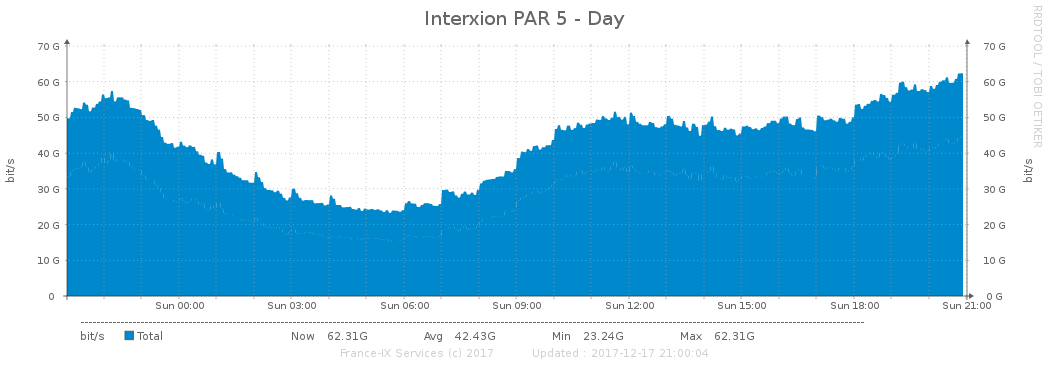 Interxion PAR 5 - Day
RRDTOOL / TOBI OETIKER
70 G 70 G
60 G 60 G
50 G 50 G
40 G 40 G
30 G 30 G
20 G 20 G
10 G 10 G
0 0 G
bit/s bit/s
Sun 00:00 Sun 03:00 Sun 06:00 Sun 09:00 Sun 12:00 Sun 15:00 Sun 18:00 Sun 21:00
bit/s Total Now 62.31G Avg 42.43G Min 23.24G Max 62.31G
France-IX Services (c) 2017 Updated : 2017-12-17 21:00:04